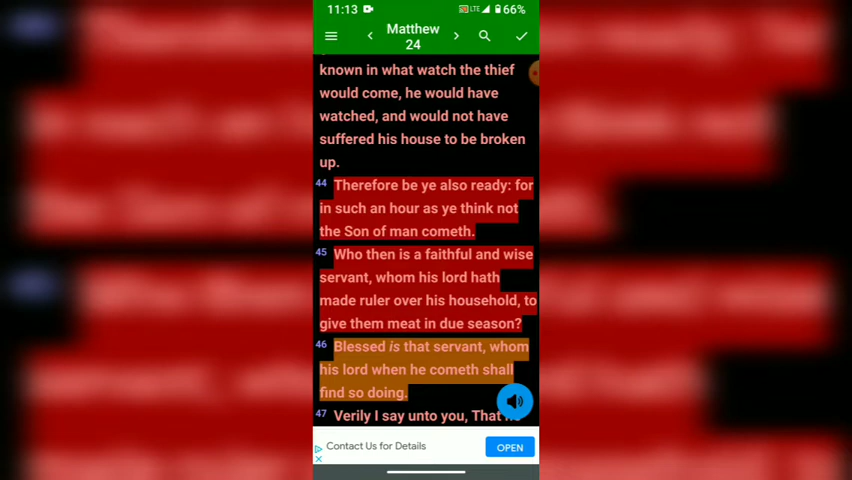 11:13
LTE 66%
Matthew
24
known in what watch the thief
would come, he would have
watched, and would not have
suffered his house to be broken
up.
44 Therefore be ye also ready: for
in such an hour as ye think not
the Son of man cometh.
45 Who then is a faithful and wise
servant, whom his lord hath
made ruler over his household, to
give them meat in due season?
46 Blessed is that servant, whom
his lord when he cometh shall
find so doing.
47 Verily I say unto you, That
Contact Us for Details
OPEN